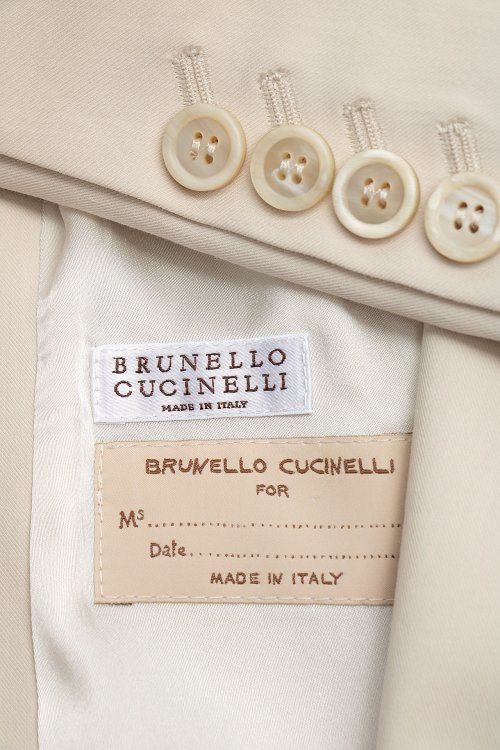 BRUNELLO
CUCINELLI
MADE IN ITALY
BRUNELLO CUCINELLI
FOR
Ms.................................
Date..............................
MADE IN ITALY